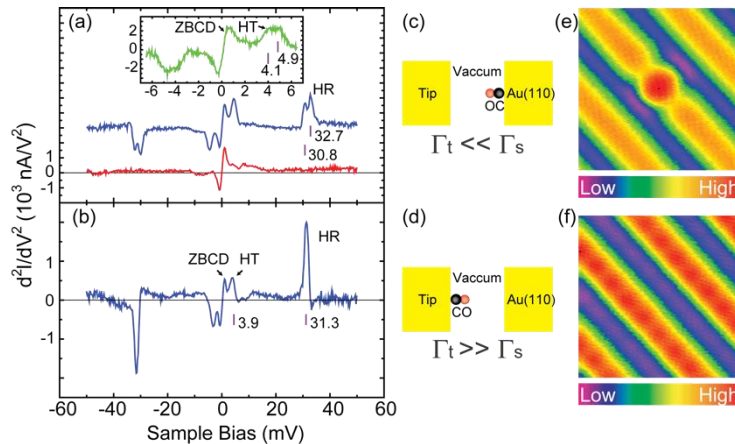 (a)
ZBCD HT
2
0
-2
4.9
4.1
-6 -4 -2 0 2 4 6
HR
32.7
30.8
1
0
-1
d²I/dV² (10³ nA/V²)
(b)
ZBCD HT
HR
1
0
-1
3.9
31.3
-60 -40 -20 0 20 40 60
Sample Bias (mV)
(c)
Vaccum
Tip
Au(110)
OC
Γt << Γs
(d)
Vaccum
Tip
Au(110)
CO
Γt >> Γs
(e)
Low High
(f)
Low High